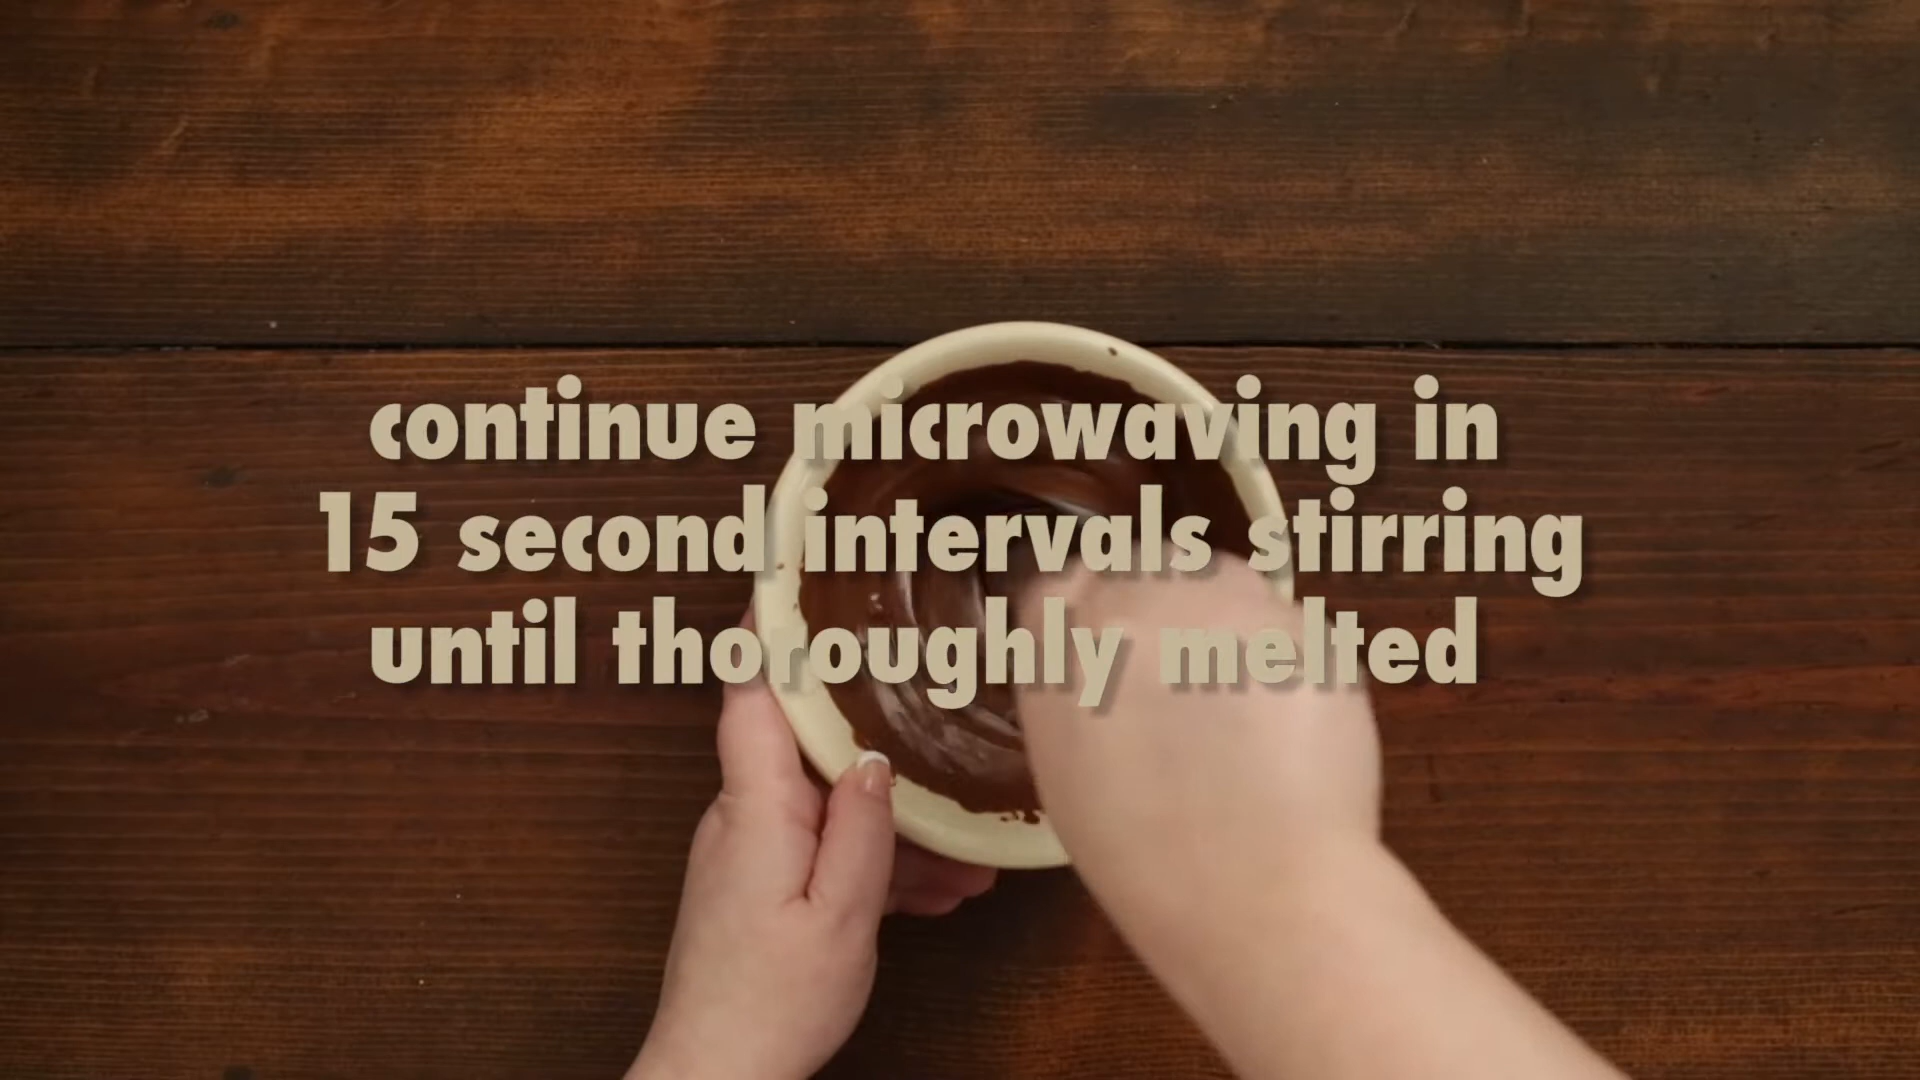 continue microwaving in
15 second intervals stirring
until thoroughly melted